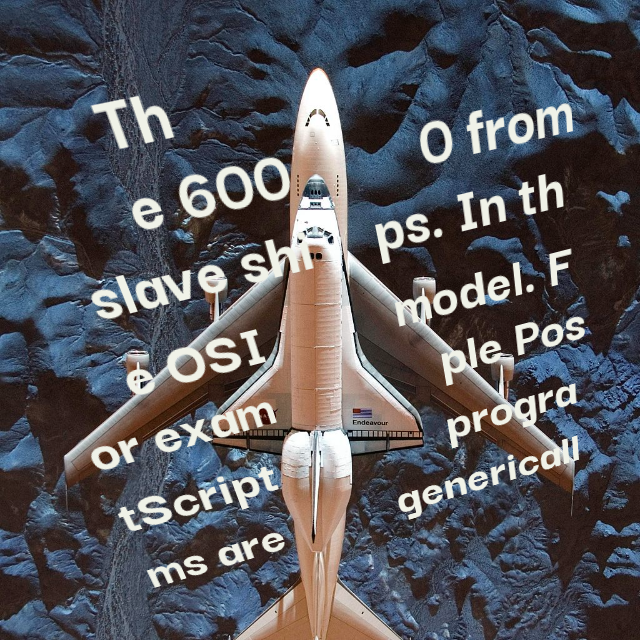 Th
e 600
0 from
slave shi
ps. In th
e OSI
model. F
or exam
ple Pos
tScript
progra
ms are
genericall
Endeavour